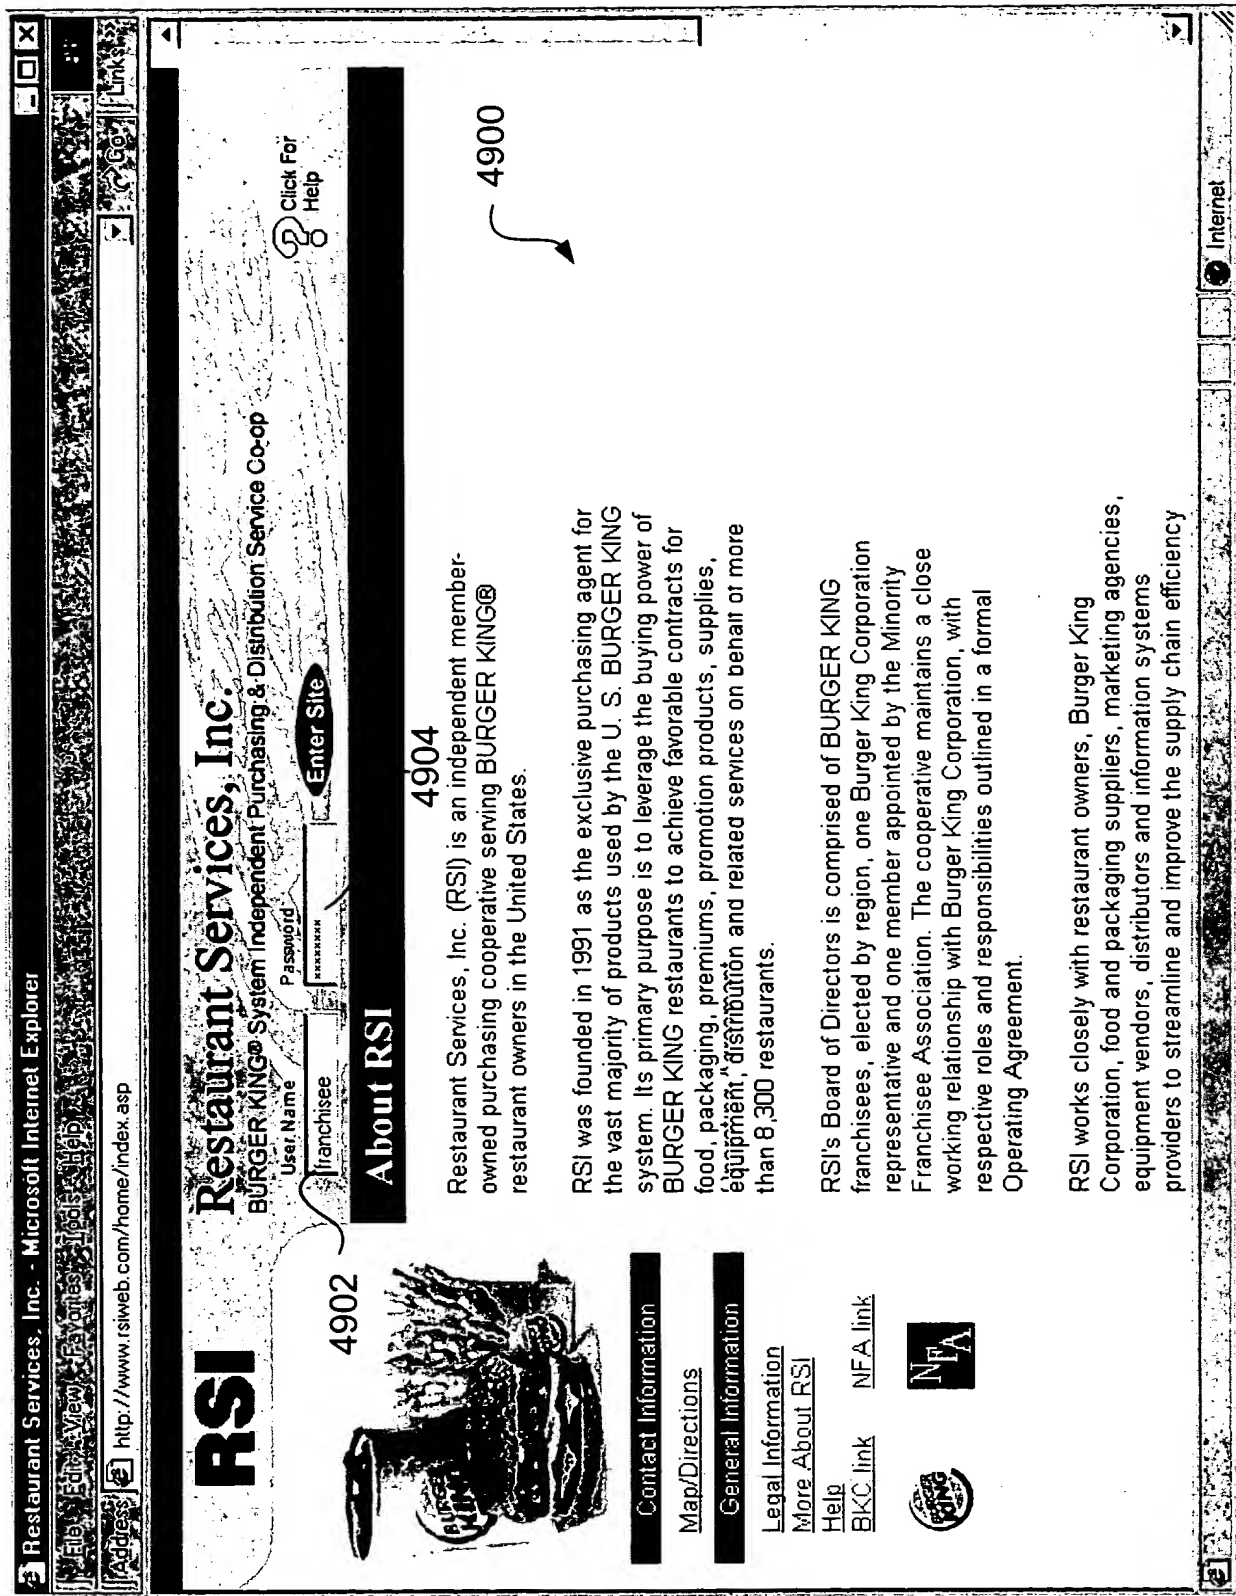 Restaurant Services, Inc. - Microsoft Internet Explorer
File Edit View Favorites Tools Help
Address http://www.rsiweb.com/home/index.asp Go Links »
RSI
Restaurant Services, Inc.
BURGER KING® System Independent Purchasing & Distribution Service Co-op
User Name Password
franchisee ******** Enter Site
Click For
Help
4902
4904
4900
About RSI
Restaurant Services, Inc. (RSI) is an independent member-
owned purchasing cooperative serving BURGER KING®
restaurant owners in the United States.
RSI was founded in 1991 as the exclusive purchasing agent for
the vast majority of products used by the U. S. BURGER KING
system. Its primary purpose is to leverage the buying power of
BURGER KING restaurants to achieve favorable contracts for
food, packaging, premiums, promotion products, supplies,
equipment, distribution and related services on behalf of more
than 8,300 restaurants.
RSI's Board of Directors is comprised of BURGER KING
franchisees, elected by region, one Burger King Corporation
representative and one member appointed by the Minority
Franchisee Association. The cooperative maintains a close
working relationship with Burger King Corporation, with
respective roles and responsibilities outlined in a formal
Operating Agreement.
RSI works closely with restaurant owners, Burger King
Corporation, food and packaging suppliers, marketing agencies,
equipment vendors, distributors and information systems
providers to streamline and improve the supply chain efficiency
BURGER KING
Contact Information
Map/Directions
General Information
Legal Information
More About RSI
Help
BKC link NFA link
BURGER KING
NFA
Internet